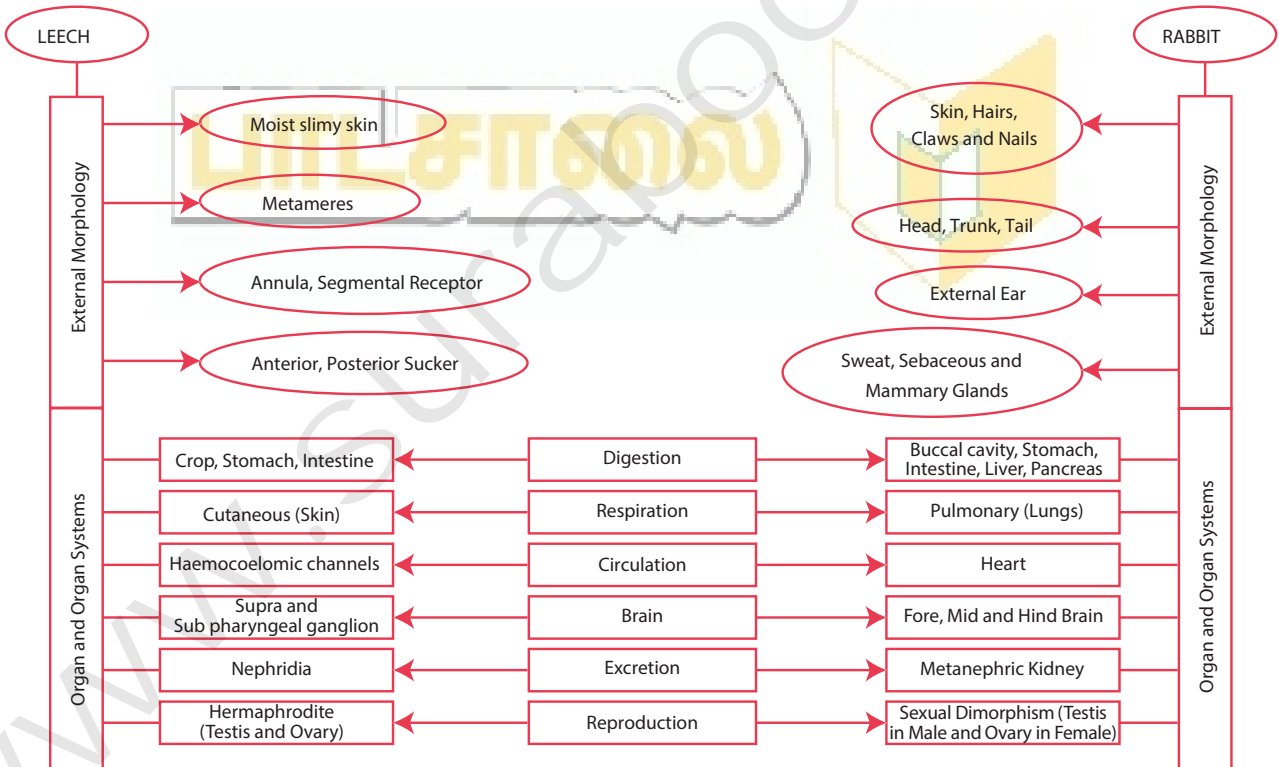 LEECH
RABBIT
External Morphology
Moist slimy skin
Metameres
Annula, Segmental Receptor
Anterior, Posterior Sucker
பாடசாலை
Skin, Hairs,
Claws and Nails
Head, Trunk, Tail
External Ear
Sweat, Sebaceous and
Mammary Glands
External Morphology
Organ and Organ Systems
Crop, Stomach, Intestine
Digestion
Buccal cavity, Stomach,
Intestine, Liver, Pancreas
Cutaneous (Skin)
Respiration
Pulmonary (Lungs)
Haemocoelomic channels
Circulation
Heart
Supra and
Sub pharyngeal ganglion
Brain
Fore, Mid and Hind Brain
Nephridia
Excretion
Metanephric Kidney
Hermaphrodite
(Testis and Ovary)
Reproduction
Sexual Dimorphism (Testis
in Male and Ovary in Female)
Organ and Organ Systems